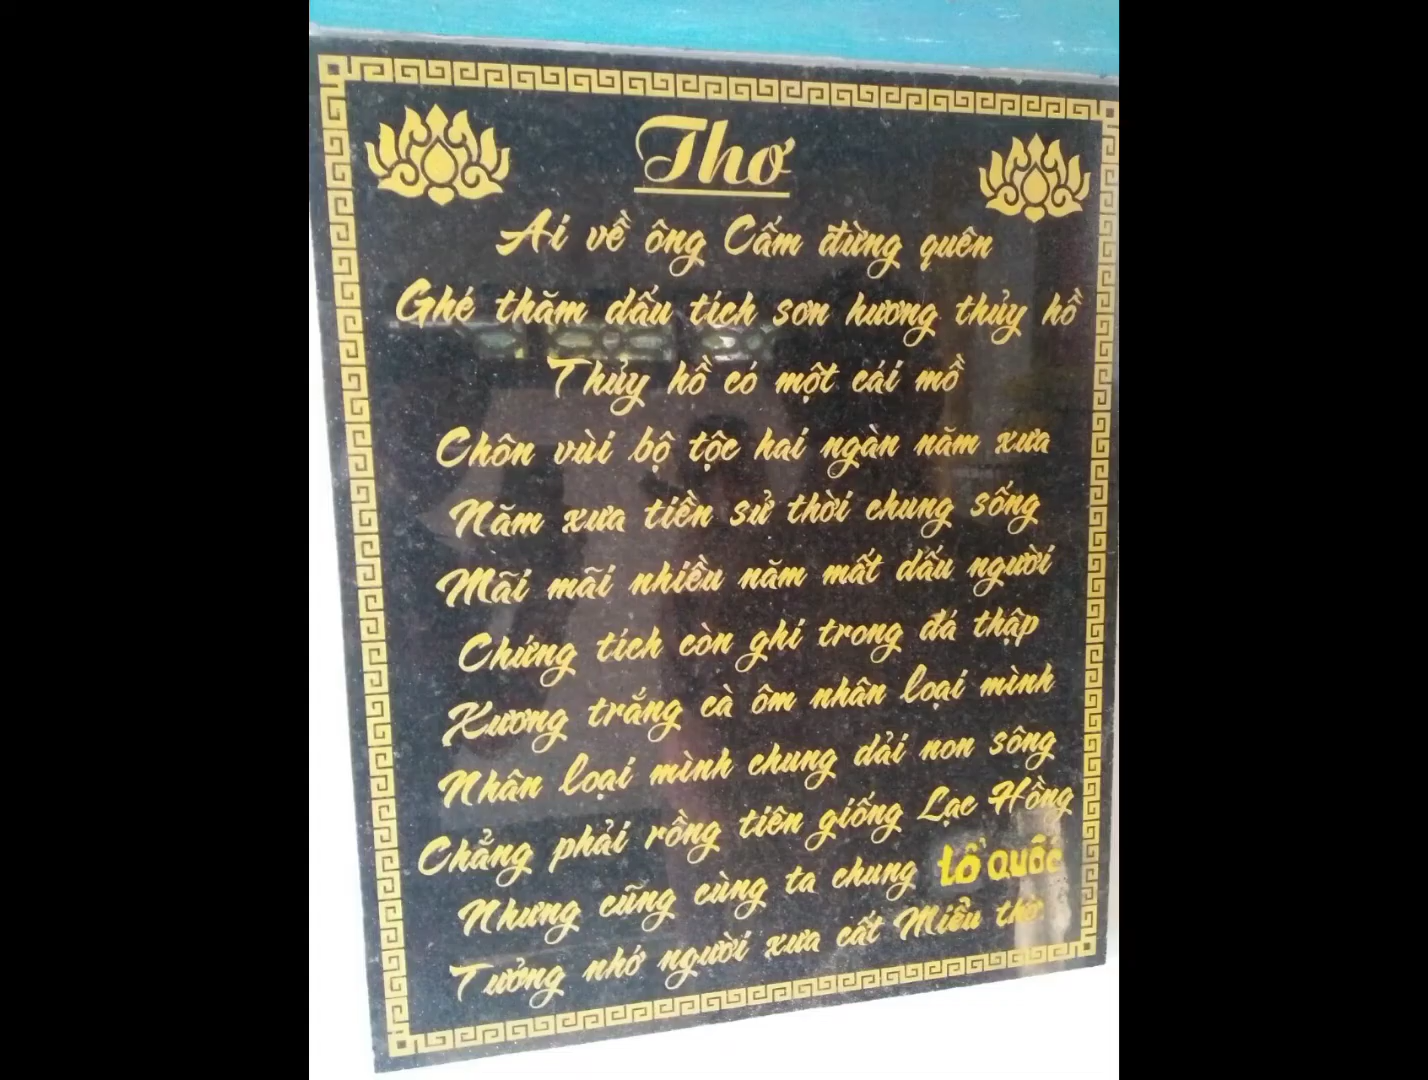 Thơ
Ai về ông Cấm đừng quên
Ghé thăm dấu tích sơn hương thủy hồ
Thủy hồ có một cái mồ
Chôn vùi bộ tộc hai ngàn năm xưa
Năm xưa tiền sử thời chung sống
Mãi mãi nhiều năm mất dấu người
Chứng tích còn ghi trong đá thập
Xương trắng cà ôm nhân loại mình
Nhân loại mình chung dải non sông
Chẳng phải rồng tiên giống Lạc Hồng
Nhưng cũng cùng ta chung tổ quốc
Tưởng nhớ người xưa cất Miều thờ